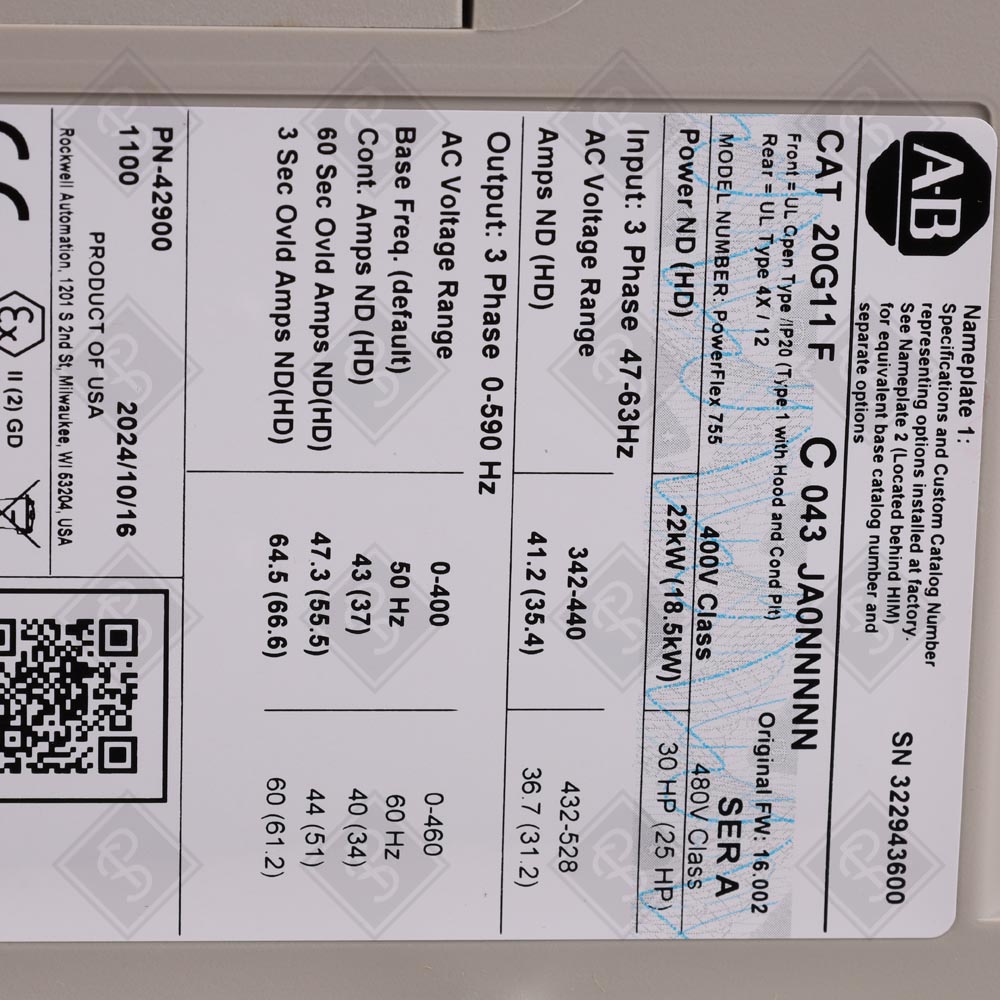 A-B
Nameplate 1:
Specifications and Custom Catalog Number
representing options installed at factory.
See Nameplate 2 (Located behind HIM)
for equivalent base catalog number and
separate options
SN 322943600
CAT 20G11 F C 043 JA0NNNNN
Front = UL Open Type /IP20 (Type 1 with Hood and Cond Plt)
Rear = UL Type 4X / 12
Original FW: 16.002
MODEL NUMBER: PowerFlex 755
SER A
400V Class 480V Class
Power ND (HD) 22kW (18.5kW) 30 HP (25 HP)
Input: 3 Phase 47-63Hz
AC Voltage Range 342-440 432-528
Amps ND (HD) 41.2 (35.4) 36.7 (31.2)
Output: 3 Phase 0-590 Hz
AC Voltage Range 0-400 0-460
Base Freq. (default) 50 Hz 60 Hz
Cont. Amps ND (HD) 43 (37) 40 (34)
60 Sec Ovld Amps ND(HD) 47.3 (55.5) 44 (51)
3 Sec Ovld Amps ND(HD) 64.5 (66.6) 60 (61.2)
PN-42900
1100 2024/10/16
PRODUCT OF USA
Rockwell Automation, 1201 S 2nd St, Milwaukee, WI 53204, USA
CE Ex II (2) GD